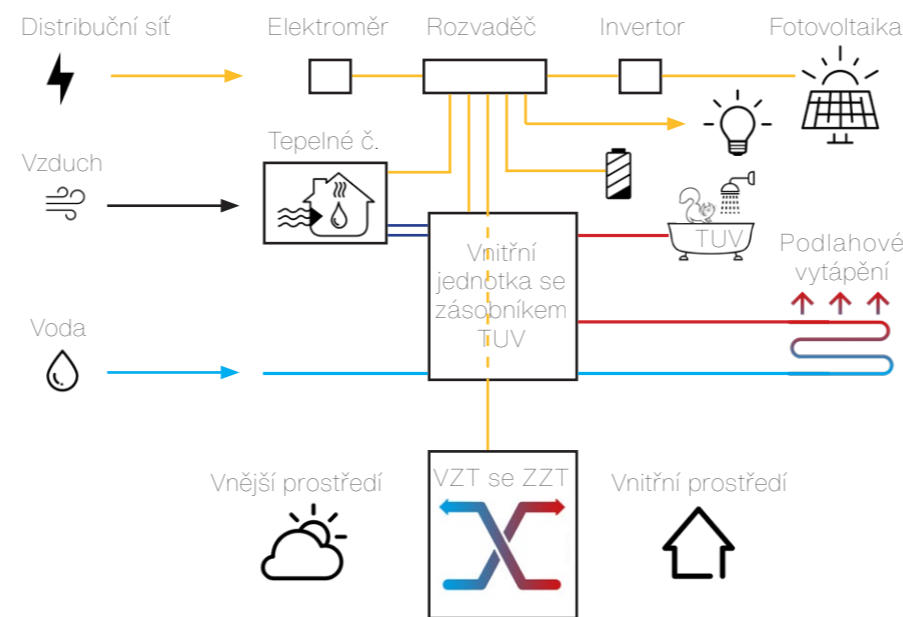 Distribuční síť
Elektroměr
Rozvaděč
Invertor
Fotovoltaika
Tepelné č.
Vzduch
TUV
Vnitřní
jednotka se
zásobníkem
TUV
Podlahové
vytápění
Voda
Vnější prostředí
VZT se ZZT
Vnitřní prostředí